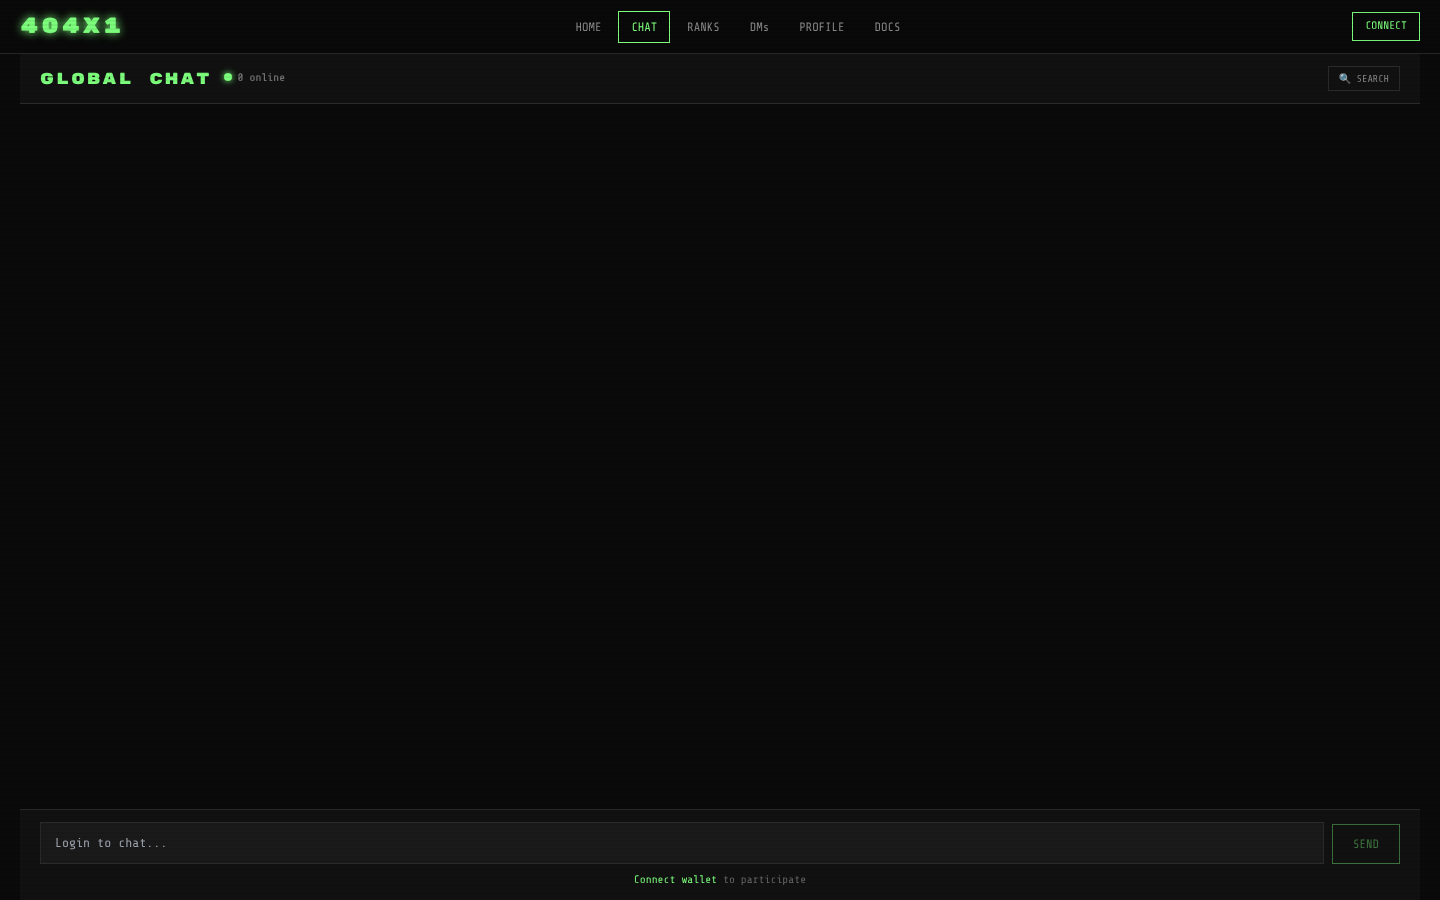 404X1
HOME CHAT RANKS DMs PROFILE DOCS
CONNECT
GLOBAL CHAT 0 online
SEARCH
Login to chat...
SEND
Connect wallet to participate